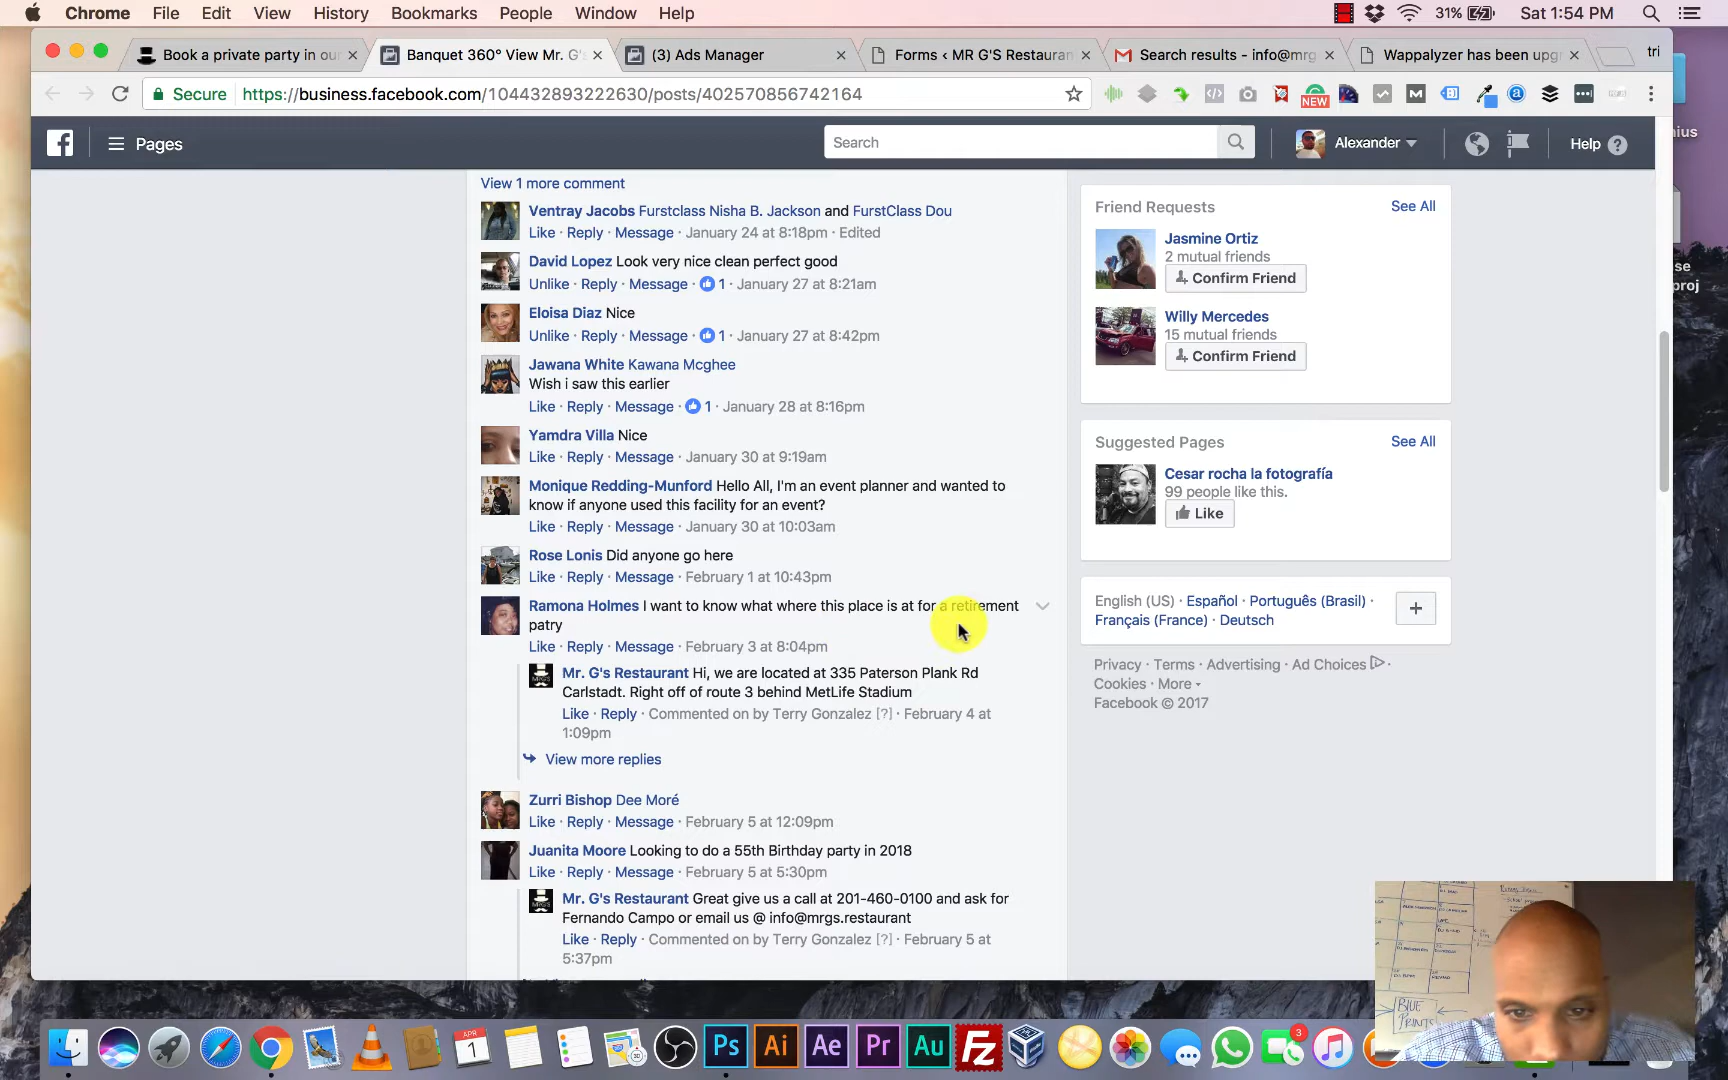 Chrome File Edit View History Bookmarks People Window Help 31% Sat 1:54 PM
Book a private party in our
Banquet 360° View Mr. G's
(3) Ads Manager
Forms ‹ MR G'S Restauran
Search results - info@mrg
Wappalyzer has been upg
tri
Secure https://business.facebook.com/104432893222630/posts/402570856742164
NEW
Pages
Search
Alexander
Help
View 1 more comment
Ventray Jacobs Furstclass Nisha B. Jackson and FurstClass Dou
Like · Reply · Message · January 24 at 8:18pm · Edited
David Lopez Look very nice clean perfect good
Unlike · Reply · Message · 1 · January 27 at 8:21am
Eloisa Diaz Nice
Unlike · Reply · Message · 1 · January 27 at 8:42pm
Jawana White Kawana Mcghee
Wish i saw this earlier
Like · Reply · Message · 1 · January 28 at 8:16pm
Yamdra Villa Nice
Like · Reply · Message · January 30 at 9:19am
Monique Redding-Munford Hello All, I'm an event planner and wanted to
know if anyone used this facility for an event?
Like · Reply · Message · January 30 at 10:03am
Rose Lonis Did anyone go here
Like · Reply · Message · February 1 at 10:43pm
Ramona Holmes I want to know what where this place is at for a retirement
patry
Like · Reply · Message · February 3 at 8:04pm
Mr. G's Restaurant Hi, we are located at 335 Paterson Plank Rd
Carlstadt. Right off of route 3 behind MetLife Stadium
Like · Reply · Commented on by Terry Gonzalez [?] · February 4 at
1:09pm
View more replies
Zurri Bishop Dee Moré
Like · Reply · Message · February 5 at 12:09pm
Juanita Moore Looking to do a 55th Birthday party in 2018
Like · Reply · Message · February 5 at 5:30pm
Mr. G's Restaurant Great give us a call at 201-460-0100 and ask for
Fernando Campo or email us @ info@mrgs.restaurant
Like · Reply · Commented on by Terry Gonzalez [?] · February 5 at
5:37pm
Friend Requests See All
Jasmine Ortiz
2 mutual friends
Confirm Friend
Willy Mercedes
15 mutual friends
Confirm Friend
Suggested Pages See All
Cesar rocha la fotografía
99 people like this.
Like
English (US) · Español · Português (Brasil) ·
Français (France) · Deutsch
Privacy · Terms · Advertising · Ad Choices ·
Cookies · More
Facebook © 2017
nius
se
proj
BLUE
PRINTS
APR
1
Ps Ai Ae Pr Au Fz
3